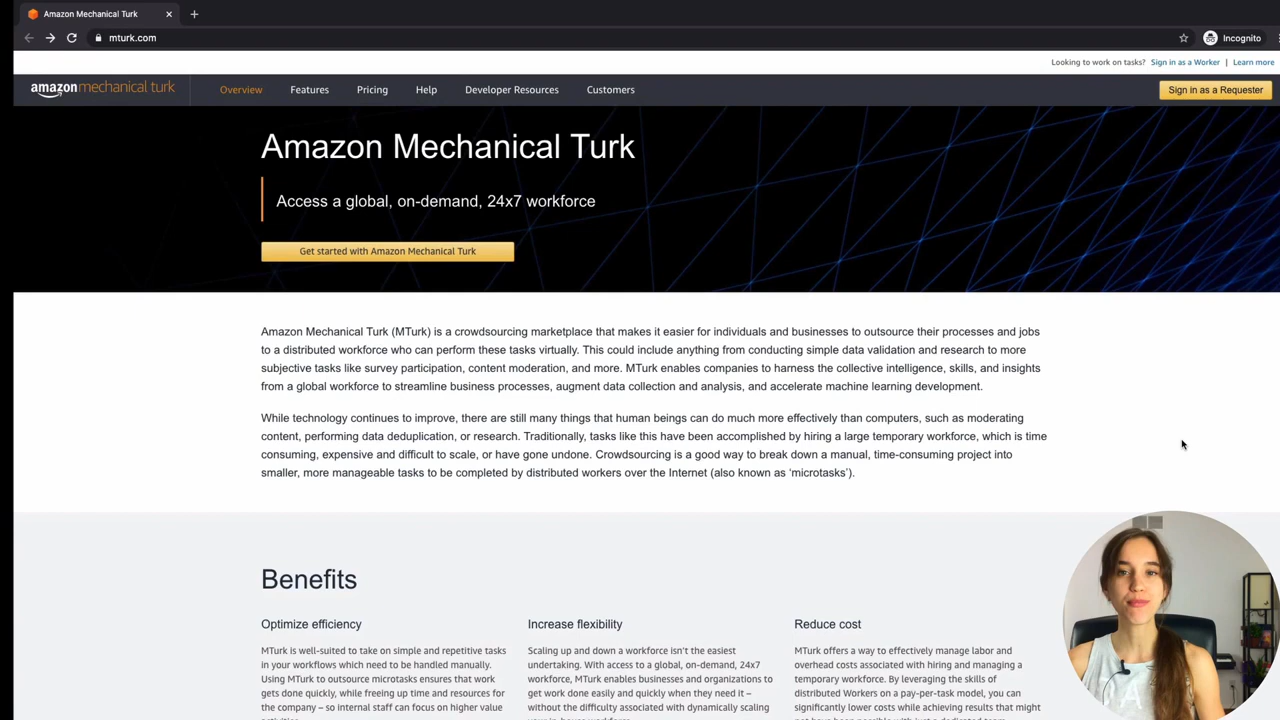 Amazon Mechanical Turk
mturk.com
Incognito
Looking to work on tasks? Sign in as a Worker | Learn more
amazon mechanical turk
Overview Features Pricing Help Developer Resources Customers
Sign in as a Requester
Amazon Mechanical Turk
Access a global, on-demand, 24x7 workforce
Get started with Amazon Mechanical Turk
Amazon Mechanical Turk (MTurk) is a crowdsourcing marketplace that makes it easier for individuals and businesses to outsource their processes and jobs
to a distributed workforce who can perform these tasks virtually. This could include anything from conducting simple data validation and research to more
subjective tasks like survey participation, content moderation, and more. MTurk enables companies to harness the collective intelligence, skills, and insights
from a global workforce to streamline business processes, augment data collection and analysis, and accelerate machine learning development.
While technology continues to improve, there are still many things that human beings can do much more effectively than computers, such as moderating
content, performing data deduplication, or research. Traditionally, tasks like this have been accomplished by hiring a large temporary workforce, which is time
consuming, expensive and difficult to scale, or have gone undone. Crowdsourcing is a good way to break down a manual, time-consuming project into
smaller, more manageable tasks to be completed by distributed workers over the Internet (also known as ‘microtasks’).
Benefits
Optimize efficiency
MTurk is well-suited to take on simple and repetitive tasks
in your workflows which need to be handled manually.
Using MTurk to outsource microtasks ensures that work
gets done quickly, while freeing up time and resources for
the company – so internal staff can focus on higher value
Increase flexibility
Scaling up and down a workforce isn't the easiest
undertaking. With access to a global, on-demand, 24x7
workforce, MTurk enables businesses and organizations to
get work done easily and quickly when they need it –
without the difficulty associated with dynamically scaling
Reduce cost
MTurk offers a way to effectively manage labor and
overhead costs associated with hiring and managing a
temporary workforce. By leveraging the skills of
distributed Workers on a pay-per-task model, you can
significantly lower costs while achieving results that might